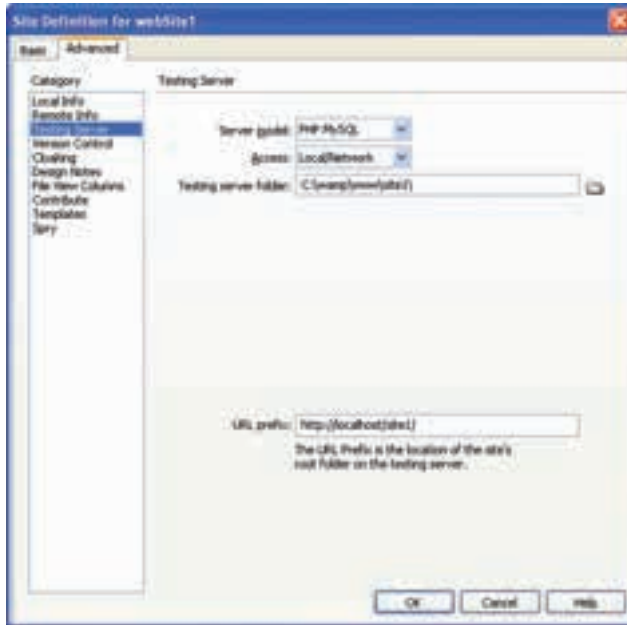 Site Definition for webSite1
Basic Advanced
Category
Local Info
Remote Info
Testing Server
Version Control
Cloaking
Design Notes
File View Columns
Contribute
Templates
Spry
Testing Server
Server model: PHP MySQL
Access: Local/Network
Testing server folder: C:\wamp\www\site1\
URL prefix: http://localhost/site1/
The URL Prefix is the location of the site's
root folder on the testing server.
OK Cancel Help